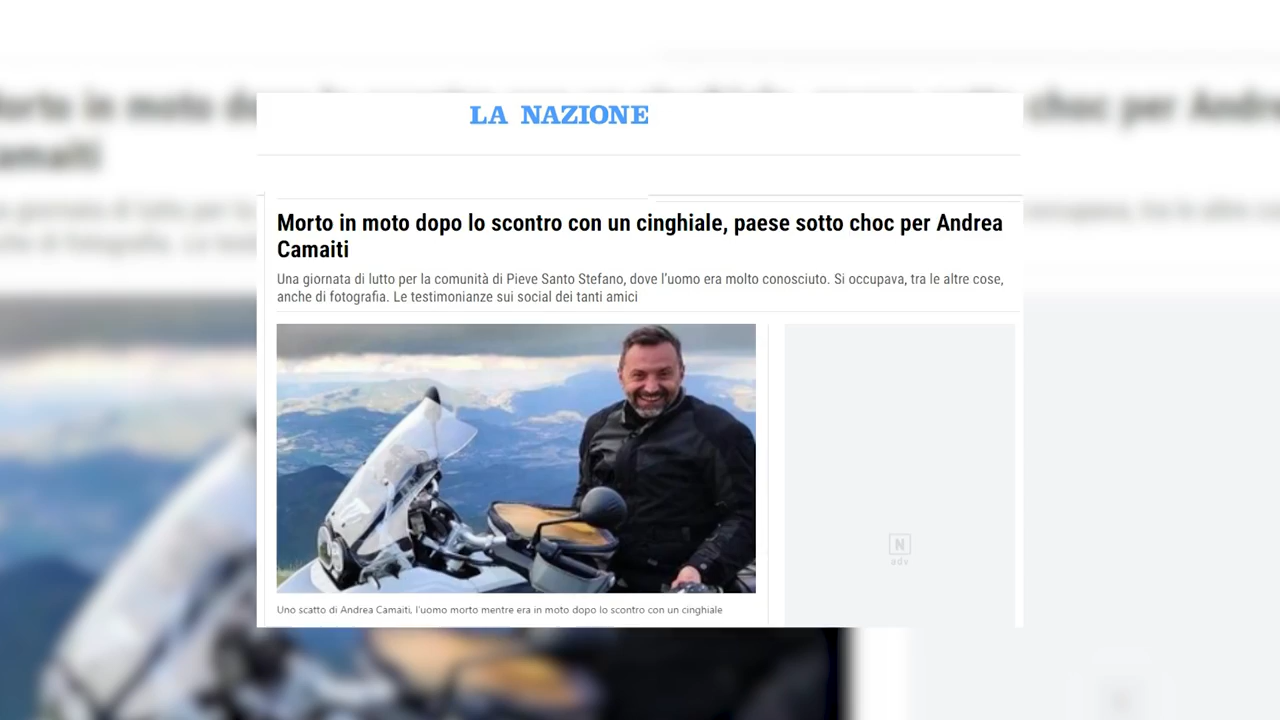 LA NAZIONE
Morto in moto dopo lo scontro con un cinghiale, paese sotto choc per Andrea
Camaiti
Una giornata di lutto per la comunità di Pieve Santo Stefano, dove l'uomo era molto conosciuto. Si occupava, tra le altre cose,
anche di fotografia. Le testimonianze sui social dei tanti amici
N
adv
Uno scatto di Andrea Camaiti, l'uomo morto mentre era in moto dopo lo scontro con un cinghiale